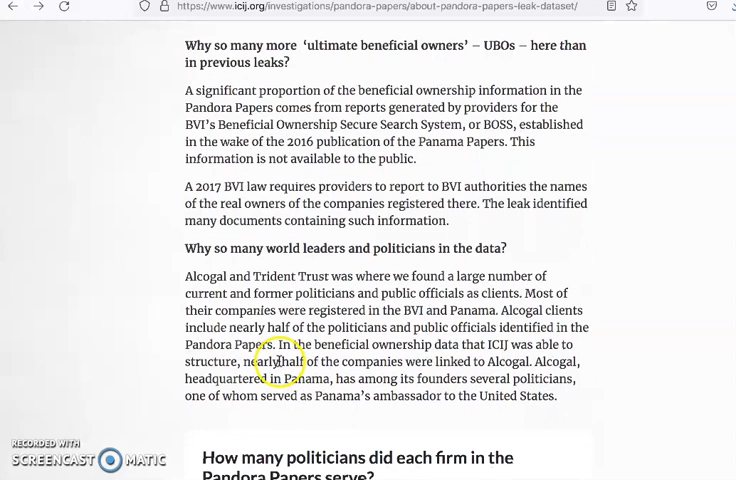 https://www.icij.org/investigations/pandora-papers/about-pandora-papers-leak-dataset/
Why so many more ‘ultimate beneficial owners’ – UBOs – here than
in previous leaks?
A significant proportion of the beneficial ownership information in the
Pandora Papers comes from reports generated by providers for the
BVI’s Beneficial Ownership Secure Search System, or BOSS, established
in the wake of the 2016 publication of the Panama Papers. This
information is not available to the public.
A 2017 BVI law requires providers to report to BVI authorities the names
of the real owners of the companies registered there. The leak identified
many documents containing such information.
Why so many world leaders and politicians in the data?
Alcogal and Trident Trust was where we found a large number of
current and former politicians and public officials as clients. Most of
their companies were registered in the BVI and Panama. Alcogal clients
include nearly half of the politicians and public officials identified in the
Pandora Papers. In the beneficial ownership data that ICIJ was able to
structure, nearly half of the companies were linked to Alcogal. Alcogal,
headquartered in Panama, has among its founders several politicians,
one of whom served as Panama’s ambassador to the United States.
RECORDED WITH
SCREENCAST MATIC
How many politicians did each firm in the
Pandora Papers serve?